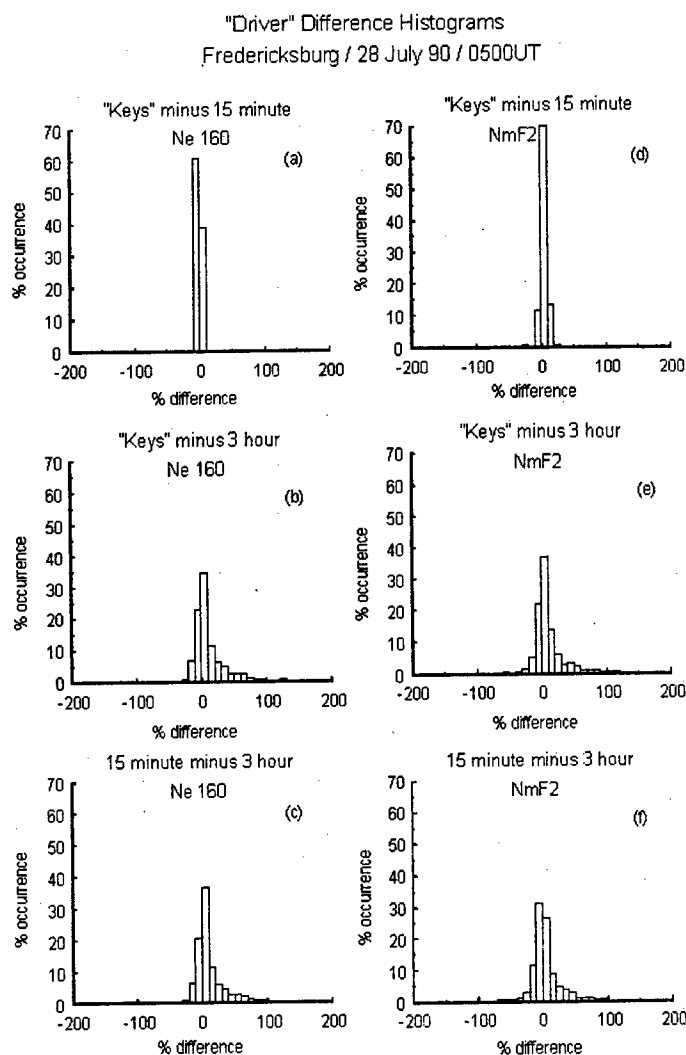 "Driver" Difference Histograms
Fredericksburg / 28 July 90 / 0500UT
"Keys" minus 15 minute
Ne 160
(a)
% occurrence
70
60
50
40
30
20
10
0
-200
-100
0
100
200
% difference
"Keys" minus 15 minute
NmF2
(d)
% occurrence
70
60
50
40
30
20
10
0
-200
-100
0
100
200
% difference
"Keys" minus 3 hour
Ne 160
(b)
% occurrence
70
60
50
40
30
20
10
0
-200
-100
0
100
200
% difference
"Keys" minus 3 hour
NmF2
(e)
% occurrence
70
60
50
40
30
20
10
0
-200
-100
0
100
200
% difference
15 minute minus 3 hour
Ne 160
(c)
% occurrence
70
60
50
40
30
20
10
0
-200
-100
0
100
200
% difference
15 minute minus 3 hour
NmF2
(f)
% occurrence
70
60
50
40
30
20
10
0
-200
-100
0
100
200
% difference